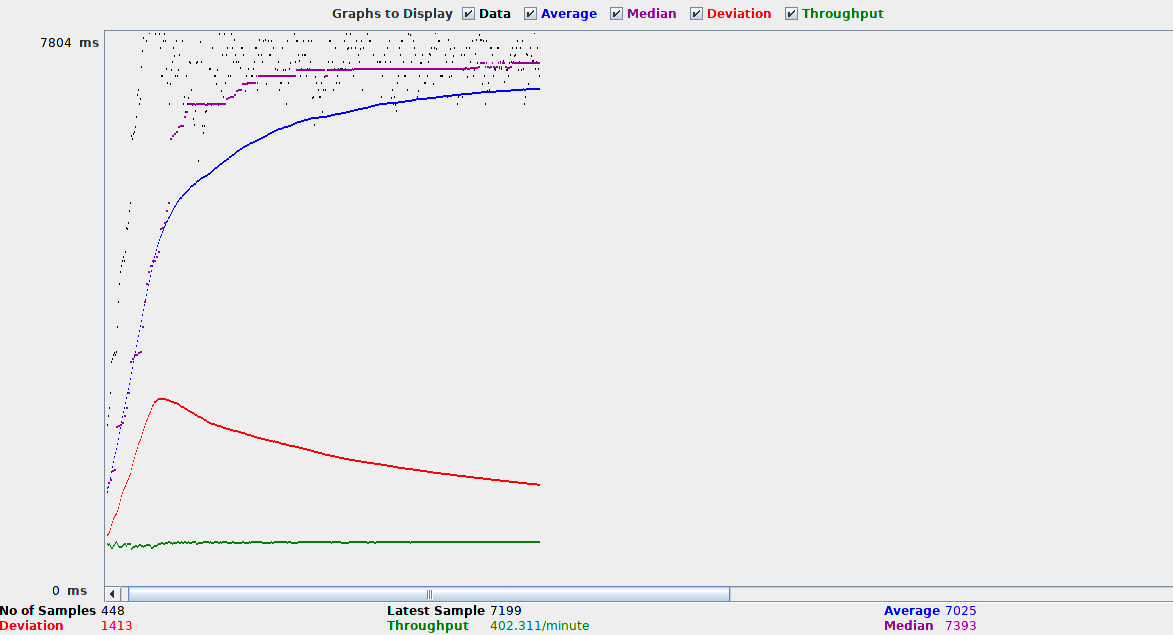 Graphs to Display Data Average Median Deviation Throughput
7804 ms
0 ms
No of Samples 448 Latest Sample 7199 Average 7025
Deviation 1413 Throughput 402.311/minute Median 7393